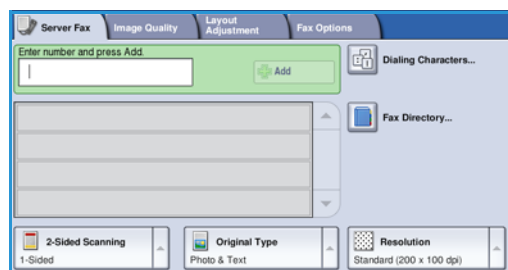 Server Fax
Image Quality
Layout
Adjustment
Fax Options
Enter number and press Add.
Add
Dialing Characters...
Fax Directory...
2-Sided Scanning
1-Sided
Original Type
Photo & Text
Resolution
Standard (200 x 100 dpi)